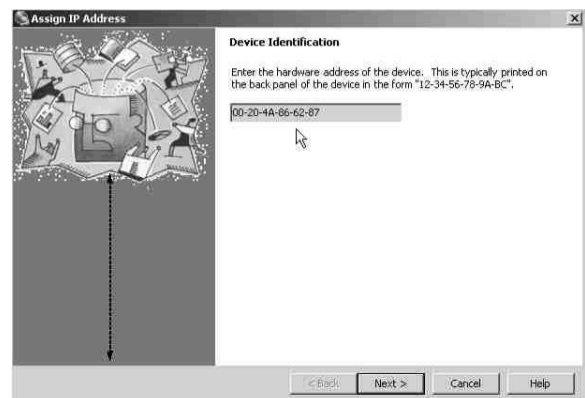 Assign IP Address
Device Identification
Enter the hardware address of the device. This is typically printed on
the back panel of the device in the form "12-34-56-78-9A-BC".
00-20-4A-86-62-87
< Back
Next >
Cancel
Help